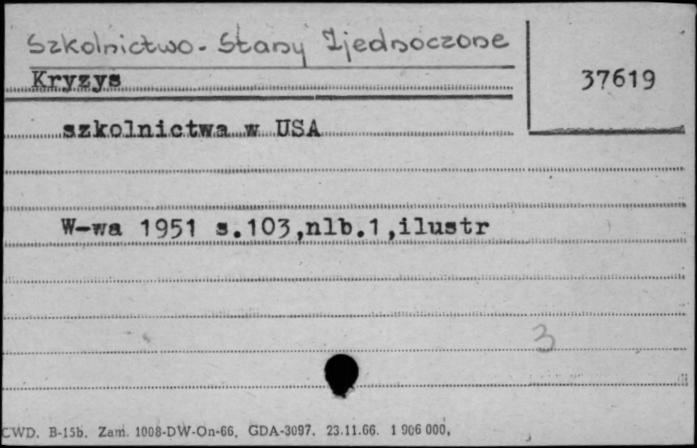 Szkolnictwo - Stany Zjednoczone
Kryzys
37619
szkolnictwa w USA
W-wa 1951 s.103,nlb.1,ilustr
3
CWD. B-15b. Zam. 1008-DW-On-66. GDA-3097. 23.11.66. 1 906 000.